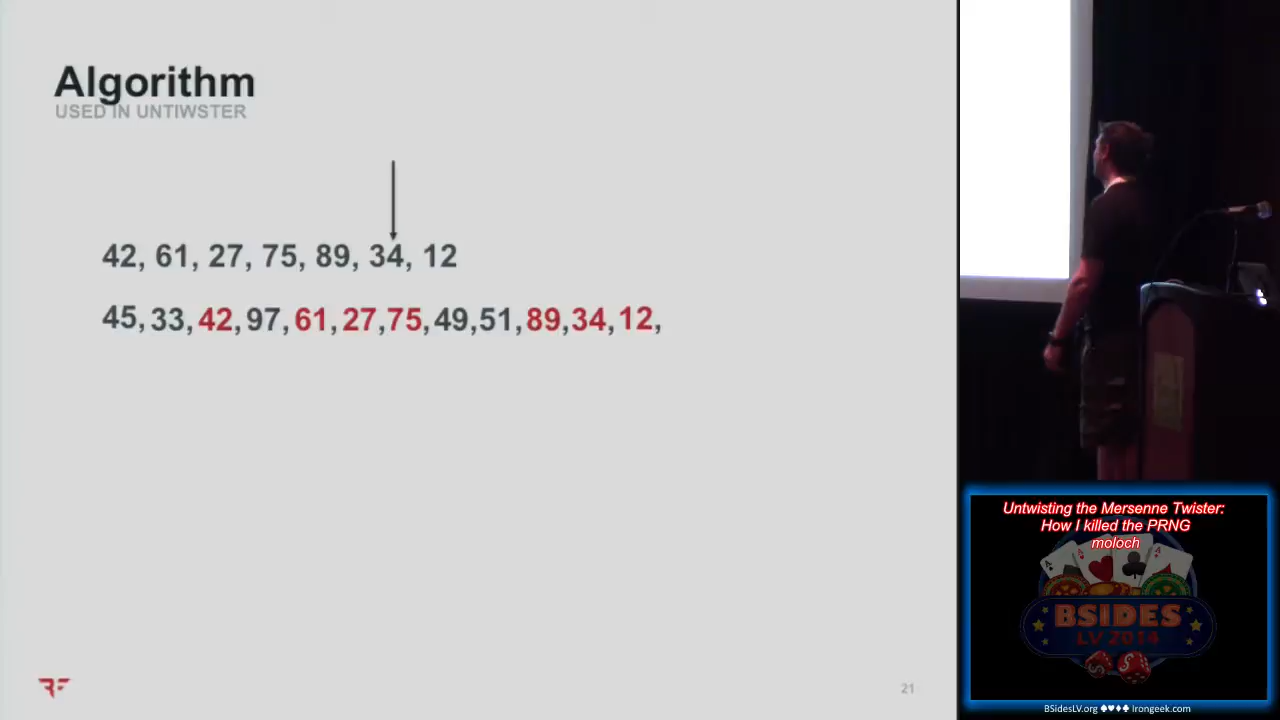 Algorithm
USED IN UNTIWSTER
42, 61, 27, 75, 89, 34, 12
45, 33, 42, 97, 61, 27, 75, 49, 51, 89, 34, 12,
21
Untwisting the Mersenne Twister:
How I killed the PRNG
moloch
BSIDES
LV 2014
BSidesLV.org ♠♥♦♣ Irongeek.com